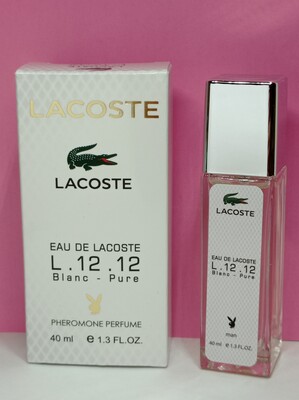 LACOSTE
LACOSTE
EAU DE LACOSTE
L.12.12
Blanc - Pure
PHEROMONE PERFUME
40 ml e 1.3 FL.OZ.
LACOSTE
EAU DE LACOSTE
L.12.12
Blanc - Pure
men
40 ml e 1.3 FL.OZ.